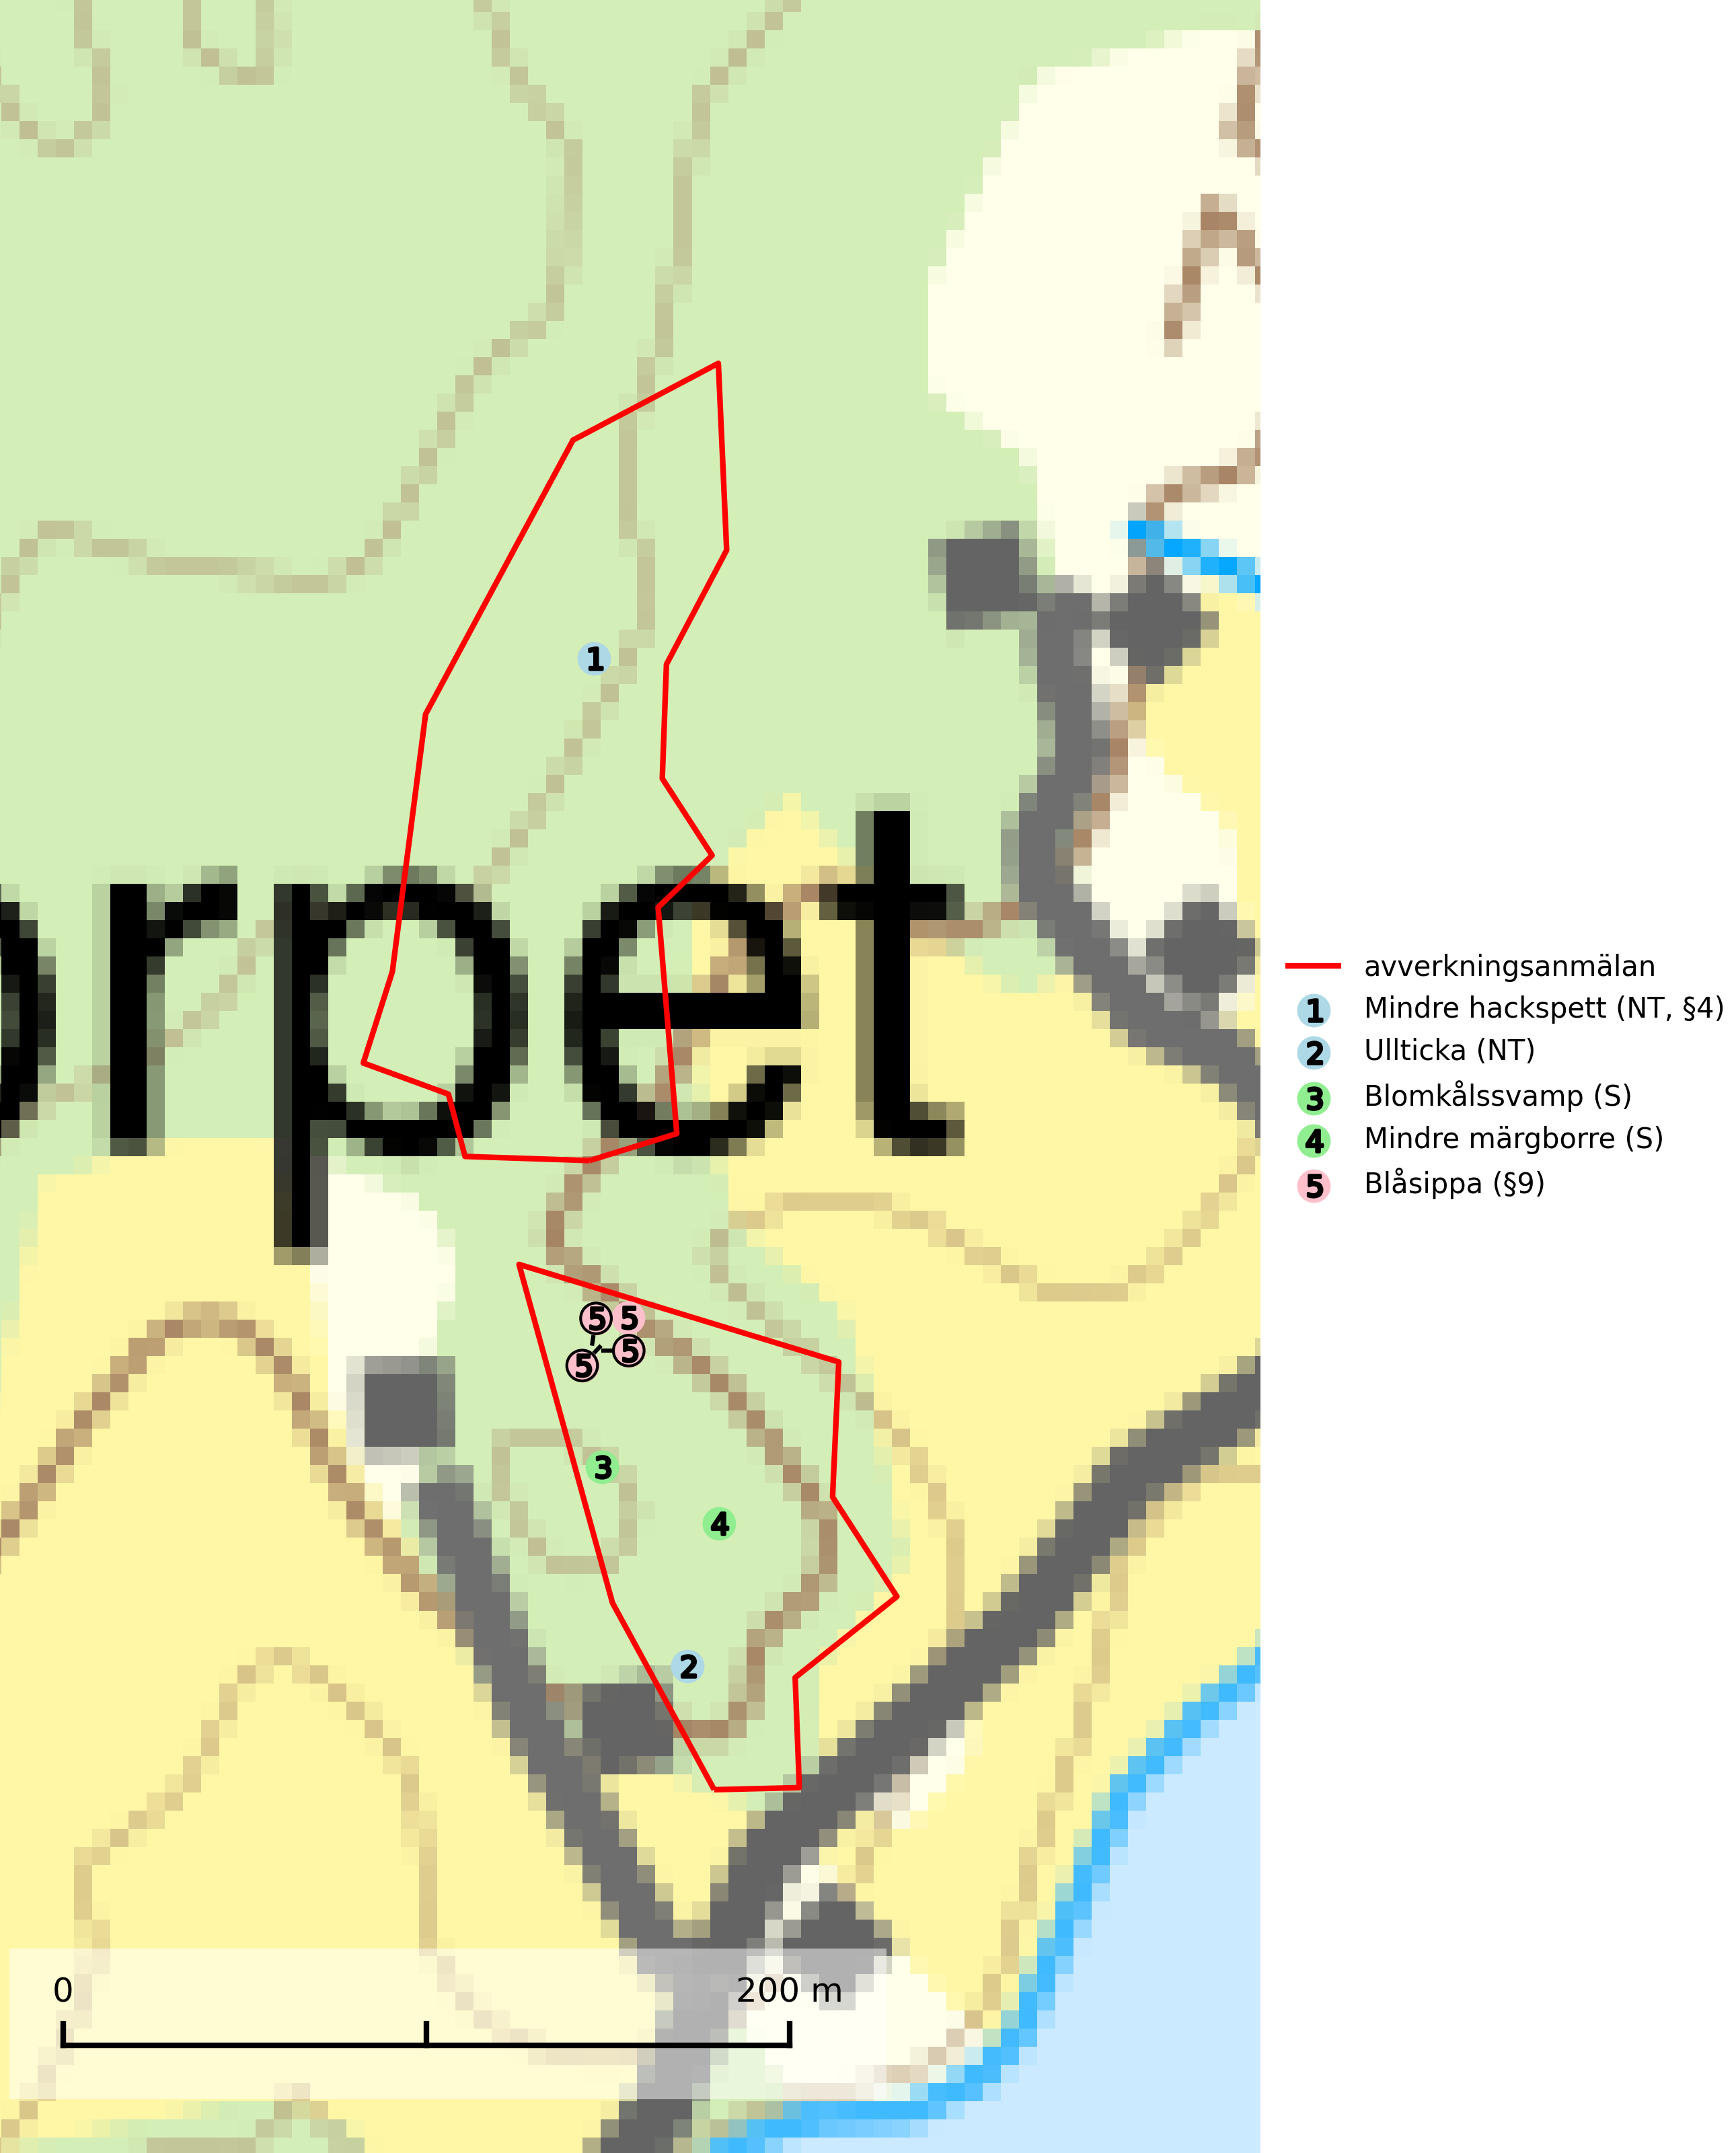 1
rpet
5 5
5 5
3
4
2
0 200 m
avverkningsanmälan
1 Mindre hackspett (NT, §4)
2 Ullticka (NT)
3 Blomkålssvamp (S)
4 Mindre märgborre (S)
5 Blåsippa (§9)